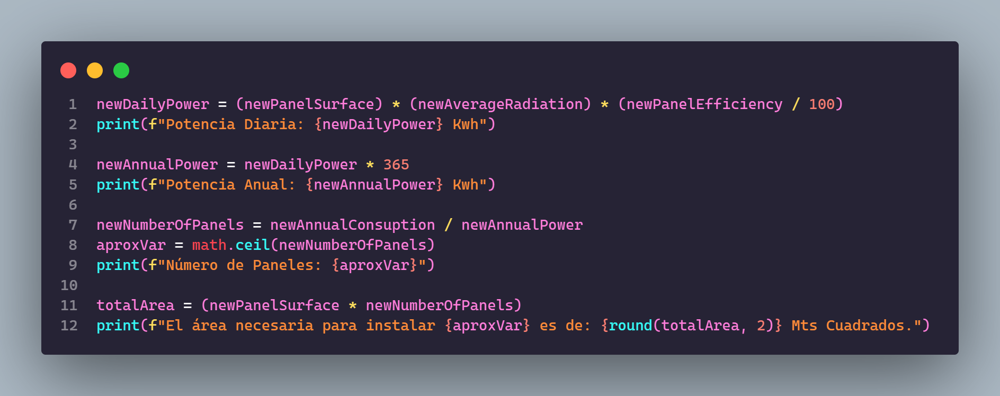 1 newDailyPower = (newPanelSurface) * (newAverageRadiation) * (newPanelEfficiency / 100)
2 print(f"Potencia Diaria: {newDailyPower} Kwh")
3
4 newAnnualPower = newDailyPower * 365
5 print(f"Potencia Anual: {newAnnualPower} Kwh")
6
7 newNumberOfPanels = newAnnualConsuption / newAnnualPower
8 aproxVar = math.ceil(newNumberOfPanels)
9 print(f"Número de Paneles: {aproxVar}")
10
11 totalArea = (newPanelSurface * newNumberOfPanels)
12 print(f"El área necesaria para instalar {aproxVar} es de: {round(totalArea, 2)} Mts Cuadrados.")